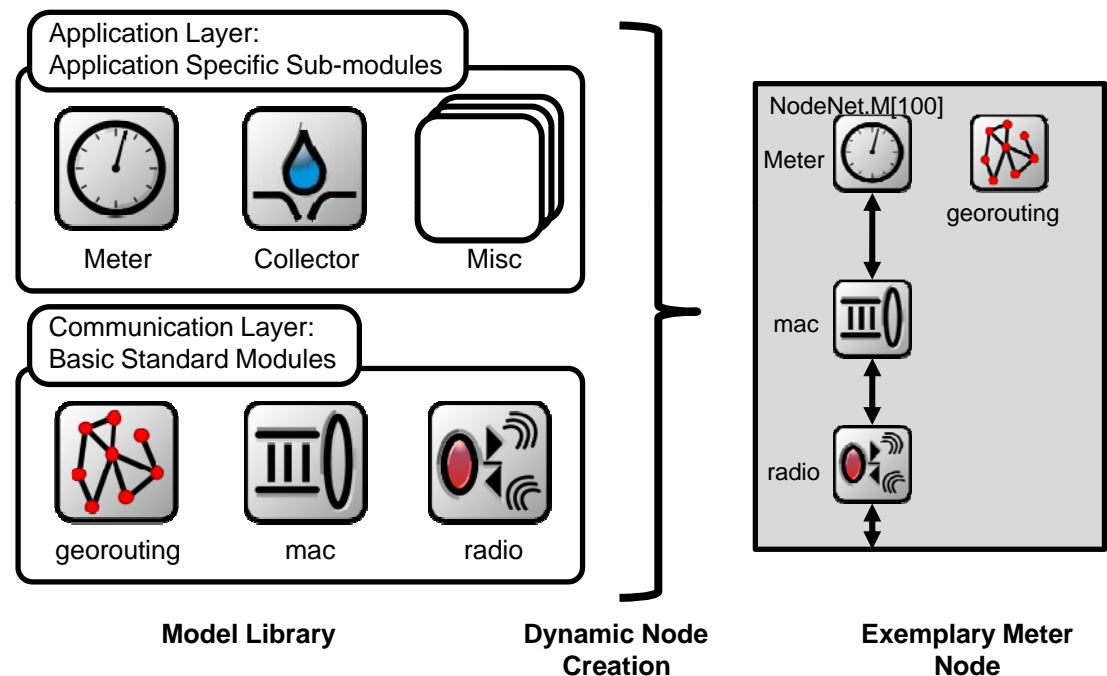 Application Layer:
Application Specific Sub-modules
Meter
Collector
Misc
Communication Layer:
Basic Standard Modules
georouting
mac
radio
Model Library
Dynamic Node
Creation
NodeNet.M[100]
Meter
georouting
mac
radio
Exemplary Meter
Node